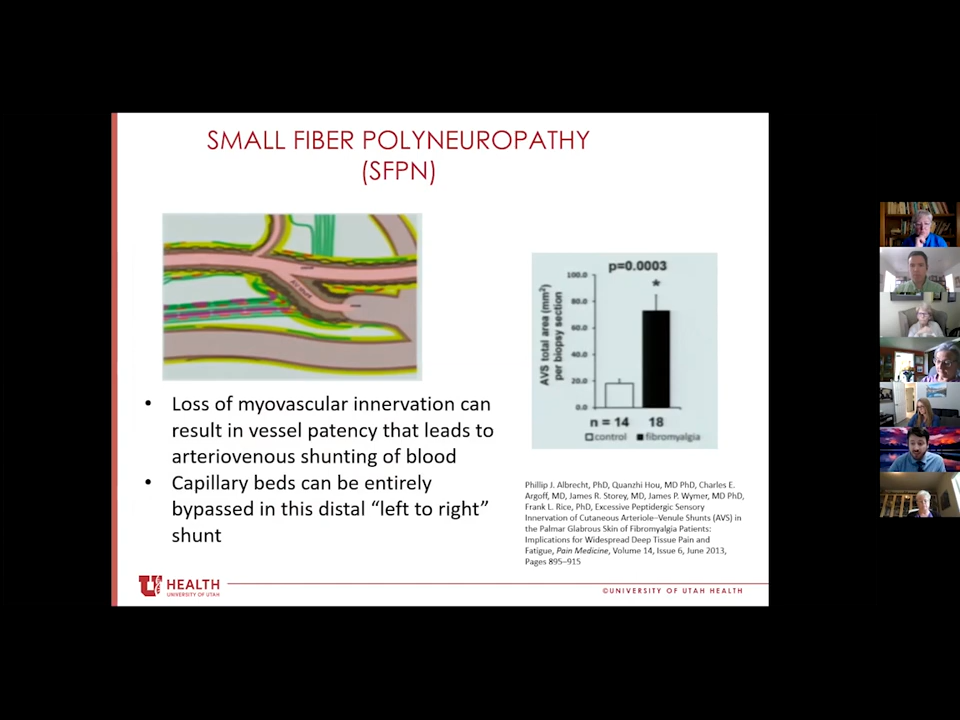 SMALL FIBER POLYNEUROPATHY
(SFPN)
p=0.0003
*
AVS total area (mm²)
per biopsy section
100.0
80.0
60.0
40.0
20.0
0.0
n = 14 18
control fibromyalgia
• Loss of myovascular innervation can
result in vessel patency that leads to
arteriovenous shunting of blood
• Capillary beds can be entirely
bypassed in this distal “left to right”
shunt
Phillip J. Albrecht, PhD, Quanzhi Hou, MD PhD, Charles E.
Argoff, MD, James R. Storey, MD, James P. Wymer, MD PhD,
Frank L. Rice, PhD, Excessive Peptidergic Sensory
Innervation of Cutaneous Arteriole–Venule Shunts (AVS) in
the Palmar Glabrous Skin of Fibromyalgia Patients:
Implications for Widespread Deep Tissue Pain and
Fatigue, Pain Medicine, Volume 14, Issue 6, June 2013,
Pages 895–915
U HEALTH
UNIVERSITY OF UTAH
©UNIVERSITY OF UTAH HEALTH